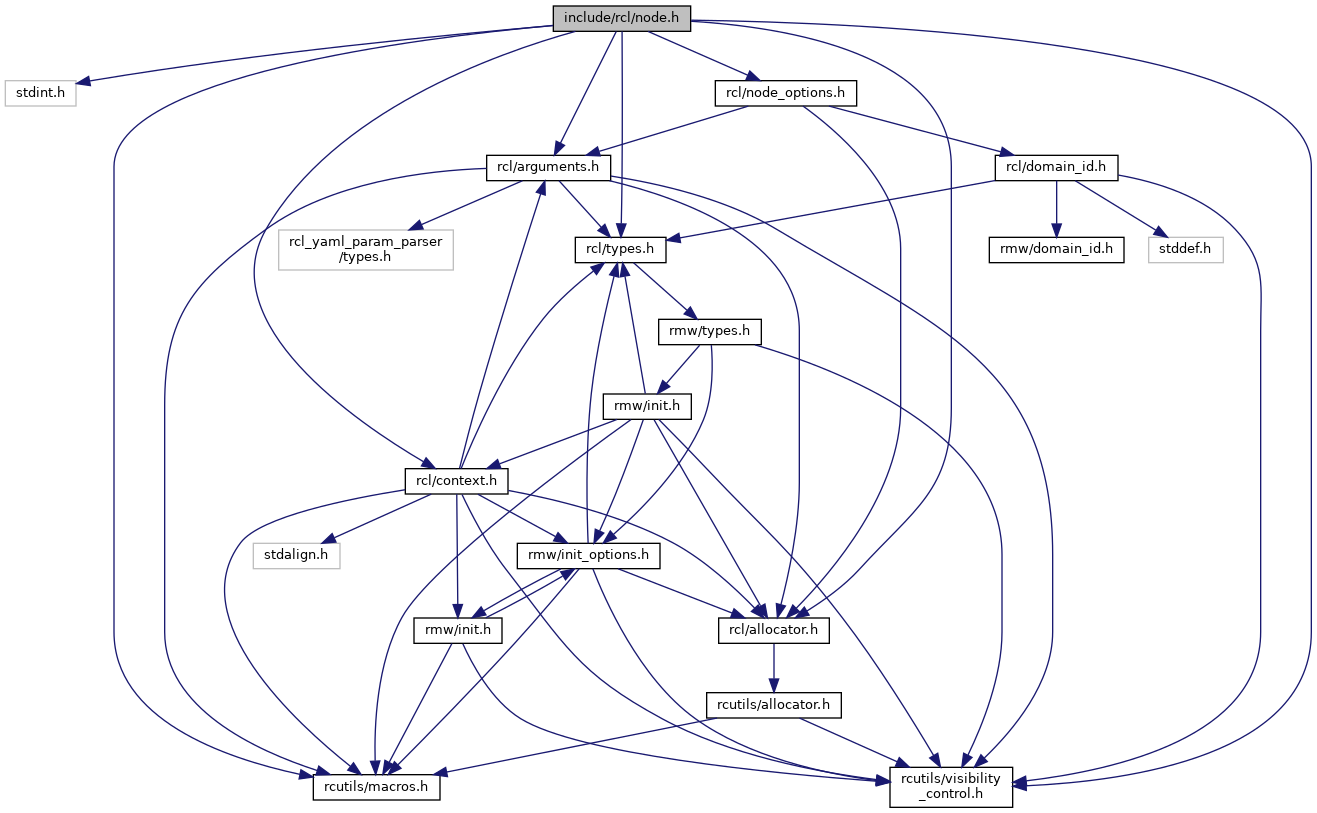 include/rcl/node.h
stdint.h
rcl/node_options.h
rcl/arguments.h
rcl/domain_id.h
rcl_yaml_param_parser
/types.h
rcl/types.h
rmw/domain_id.h
stddef.h
rmw/types.h
rmw/init.h
rcl/context.h
stdalign.h
rmw/init_options.h
rmw/init.h
rcl/allocator.h
rcutils/allocator.h
rcutils/macros.h
rcutils/visibility
_control.h